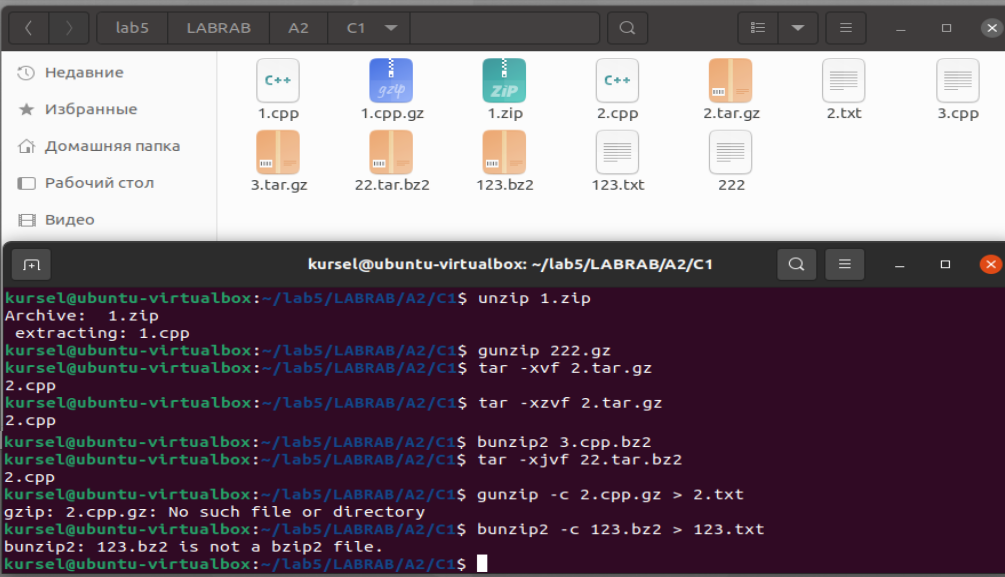 lab5 LABRAB A2 C1
Недавние
Избранные
Домашняя папка
Рабочий стол
Видео
C++ gzip ZiP C++
1.cpp 1.cpp.gz 1.zip 2.cpp 2.tar.gz 2.txt 3.cpp
3.tar.gz 22.tar.bz2 123.bz2 123.txt 222
kursel@ubuntu-virtualbox: ~/lab5/LABRAB/A2/C1
kursel@ubuntu-virtualbox:~/lab5/LABRAB/A2/C1$ unzip 1.zip
Archive:  1.zip
 extracting: 1.cpp
kursel@ubuntu-virtualbox:~/lab5/LABRAB/A2/C1$ gunzip 222.gz
kursel@ubuntu-virtualbox:~/lab5/LABRAB/A2/C1$ tar -xvf 2.tar.gz
2.cpp
kursel@ubuntu-virtualbox:~/lab5/LABRAB/A2/C1$ tar -xzvf 2.tar.gz
2.cpp
kursel@ubuntu-virtualbox:~/lab5/LABRAB/A2/C1$ bunzip2 3.cpp.bz2
kursel@ubuntu-virtualbox:~/lab5/LABRAB/A2/C1$ tar -xjvf 22.tar.bz2
2.cpp
kursel@ubuntu-virtualbox:~/lab5/LABRAB/A2/C1$ gunzip -c 2.cpp.gz > 2.txt
gzip: 2.cpp.gz: No such file or directory
kursel@ubuntu-virtualbox:~/lab5/LABRAB/A2/C1$ bunzip2 -c 123.bz2 > 123.txt
bunzip2: 123.bz2 is not a bzip2 file.
kursel@ubuntu-virtualbox:~/lab5/LABRAB/A2/C1$